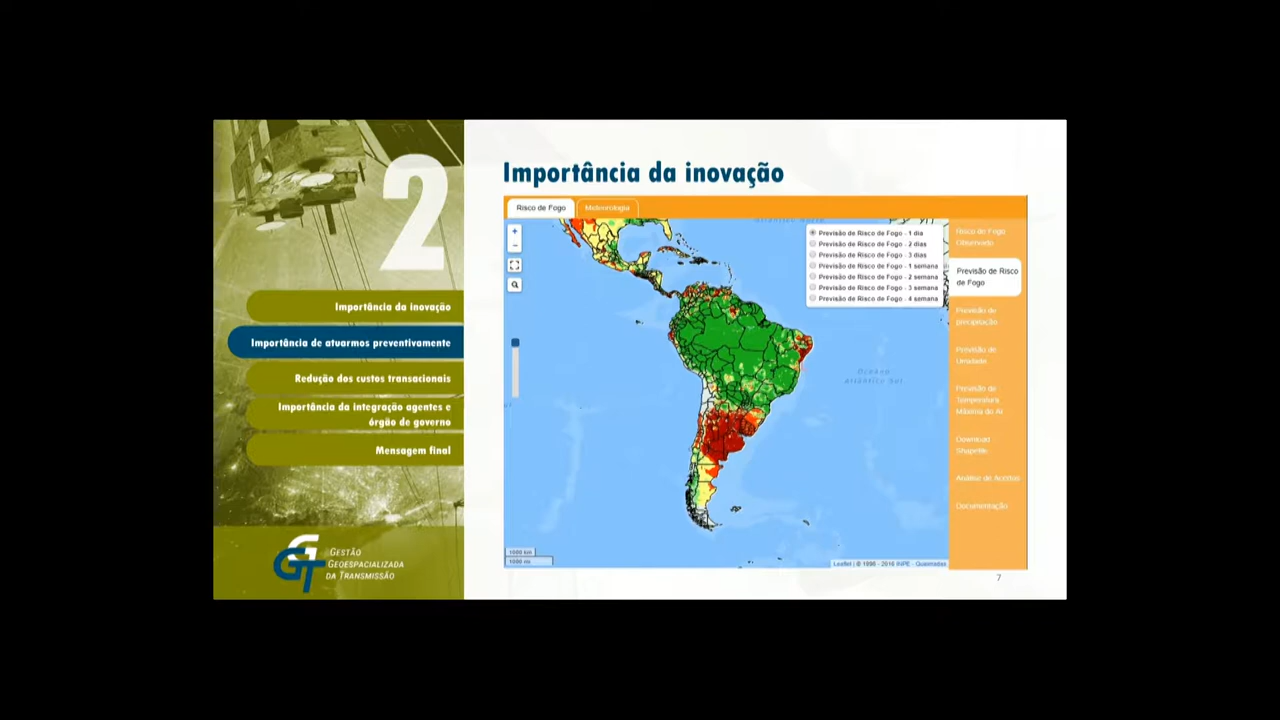 2
Importância da inovação
Importância de atuarmos preventivamente
Redução dos custos transacionais
Importância da integração agentes e
órgão de governo
Mensagem final
GGT
GESTÃO
GEOESPACIALIZADA
DA TRANSMISSÃO
Importância da inovação
Risco de Fogo
Meteorologia
+
−
Previsão de Risco de Fogo - 1 dia
Previsão de Risco de Fogo - 2 dias
Previsão de Risco de Fogo - 3 dias
Previsão de Risco de Fogo - 1 semana
Previsão de Risco de Fogo - 2 semana
Previsão de Risco de Fogo - 3 semana
Previsão de Risco de Fogo - 4 semana
Oceano
Atlântico Sul
1000 km
1000 mi
Leaflet | © 1998 - 2016 INPE - Queimadas
Risco de Fogo
Observado
Previsão de Risco
de Fogo
Previsão de
precipitação
Previsão de
Umidade
Previsão de
Temperatura
Máxima do Ar
Download
Shapefile
Análise de Acertos
Documentação
7